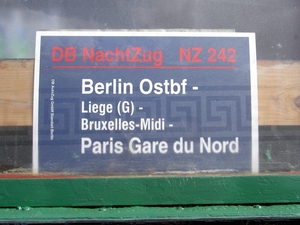 DB NachtZug NZ 242
Berlin Ostbf -
Liege (G) -
Bruxelles-Midi -
Paris Gare du Nord